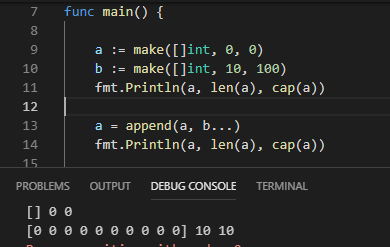 7 func main() {
8
9 a := make([]int, 0, 0)
10 b := make([]int, 10, 100)
11 fmt.Println(a, len(a), cap(a))
12
13 a = append(a, b...)
14 fmt.Println(a, len(a), cap(a))
15
PROBLEMS OUTPUT DEBUG CONSOLE TERMINAL
[] 0 0
[0 0 0 0 0 0 0 0 0 0] 10 10